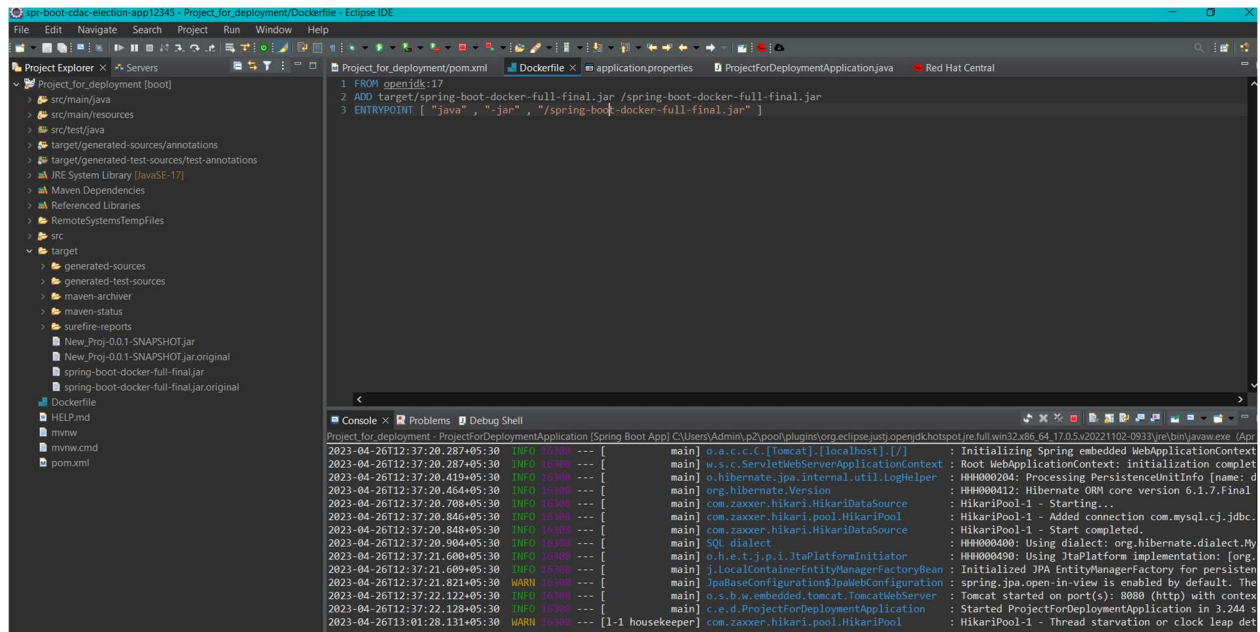 spr-boot-cdac-election-app12345 - Project_for_deployment/Dockerfile - Eclipse IDE
File Edit Navigate Search Project Run Window Help
Project Explorer Servers
Project_for_deployment [boot]
src/main/java
src/main/resources
src/test/java
target/generated-sources/annotations
target/generated-test-sources/test-annotations
JRE System Library [JavaSE-17]
Maven Dependencies
Referenced Libraries
RemoteSystemsTempFiles
src
target
generated-sources
generated-test-sources
maven-archiver
maven-status
surefire-reports
New_Proj-0.0.1-SNAPSHOT.jar
New_Proj-0.0.1-SNAPSHOT.jar.original
spring-boot-docker-full-final.jar
spring-boot-docker-full-final.jar.original
Dockerfile
HELP.md
mvnw
mvnw.cmd
pom.xml
Project_for_deployment/pom.xml Dockerfile application.properties ProjectForDeploymentApplication.java Red Hat Central
1 FROM openjdk:17
2 ADD target/spring-boot-docker-full-final.jar /spring-boot-docker-full-final.jar
3 ENTRYPOINT [ "java" , "-jar" , "/spring-boot-docker-full-final.jar" ]
Console Problems Debug Shell
Project_for_deployment - ProjectForDeploymentApplication [Spring Boot App] C:\Users\Admin\.p2\pool\plugins\org.eclipse.justj.openjdk.hotspot.jre.full.win32.x86_64_17.0.5.v20221102-0933\jre\bin\javaw.exe (Apr
2023-04-26T12:37:20.287+05:30 INFO 16308 --- [ main] o.a.c.c.C.[Tomcat].[localhost].[/] : Initializing Spring embedded WebApplicationContext
2023-04-26T12:37:20.287+05:30 INFO 16308 --- [ main] w.s.c.ServletWebServerApplicationContext : Root WebApplicationContext: initialization complet
2023-04-26T12:37:20.419+05:30 INFO 16308 --- [ main] o.hibernate.jpa.internal.util.LogHelper : HHH000204: Processing PersistenceUnitInfo [name: d
2023-04-26T12:37:20.464+05:30 INFO 16308 --- [ main] org.hibernate.Version : HHH000412: Hibernate ORM core version 6.1.7.Final
2023-04-26T12:37:20.708+05:30 INFO 16308 --- [ main] com.zaxxer.hikari.HikariDataSource : HikariPool-1 - Starting...
2023-04-26T12:37:20.846+05:30 INFO 16308 --- [ main] com.zaxxer.hikari.pool.HikariPool : HikariPool-1 - Added connection com.mysql.cj.jdbc.
2023-04-26T12:37:20.848+05:30 INFO 16308 --- [ main] com.zaxxer.hikari.HikariDataSource : HikariPool-1 - Start completed.
2023-04-26T12:37:20.904+05:30 INFO 16308 --- [ main] SQL dialect : HHH000400: Using dialect: org.hibernate.dialect.My
2023-04-26T12:37:21.600+05:30 INFO 16308 --- [ main] o.h.e.t.j.p.i.JtaPlatformInitiator : HHH000490: Using JtaPlatform implementation: [org.
2023-04-26T12:37:21.609+05:30 INFO 16308 --- [ main] j.LocalContainerEntityManagerFactoryBean : Initialized JPA EntityManagerFactory for persisten
2023-04-26T12:37:21.821+05:30 WARN 16308 --- [ main] JpaBaseConfiguration$JpaWebConfiguration : spring.jpa.open-in-view is enabled by default. The
2023-04-26T12:37:22.122+05:30 INFO 16308 --- [ main] o.s.b.w.embedded.tomcat.TomcatWebServer : Tomcat started on port(s): 8080 (http) with contex
2023-04-26T12:37:22.128+05:30 INFO 16308 --- [ main] c.e.d.ProjectForDeploymentApplication : Started ProjectForDeploymentApplication in 3.244 s
2023-04-26T13:01:28.131+05:30 WARN 16308 --- [l-1 housekeeper] com.zaxxer.hikari.pool.HikariPool : HikariPool-1 - Thread starvation or clock leap det